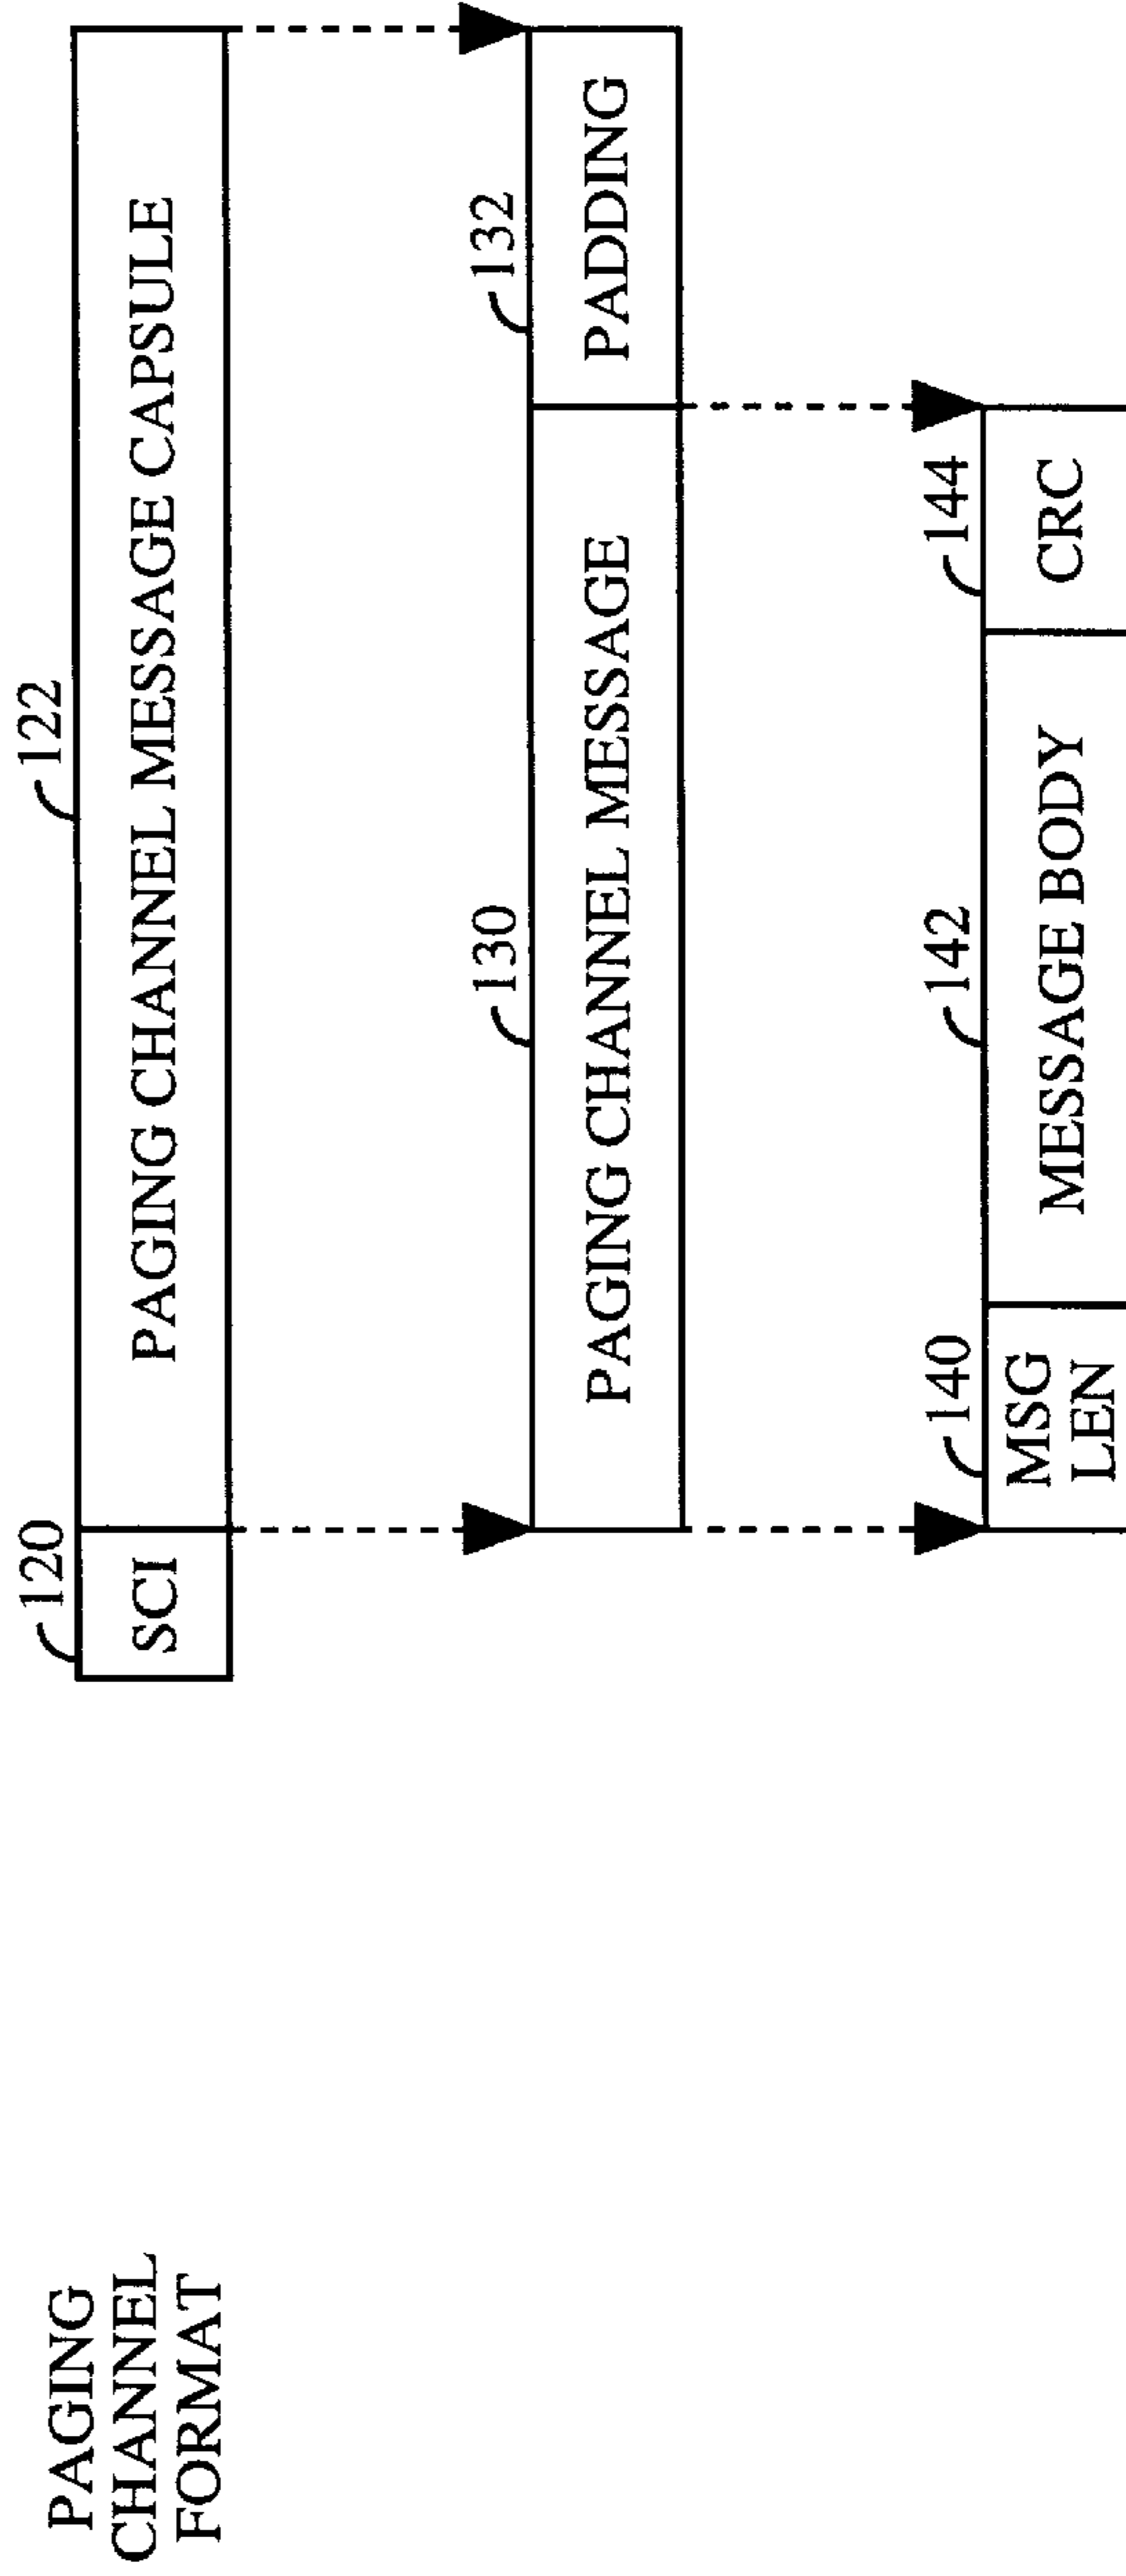 PAGING
CHANNEL
FORMAT
120
122
SCI
PAGING CHANNEL MESSAGE CAPSULE
130
132
PAGING CHANNEL MESSAGE
PADDING
140
142
144
MSG
LEN
MESSAGE BODY
CRC